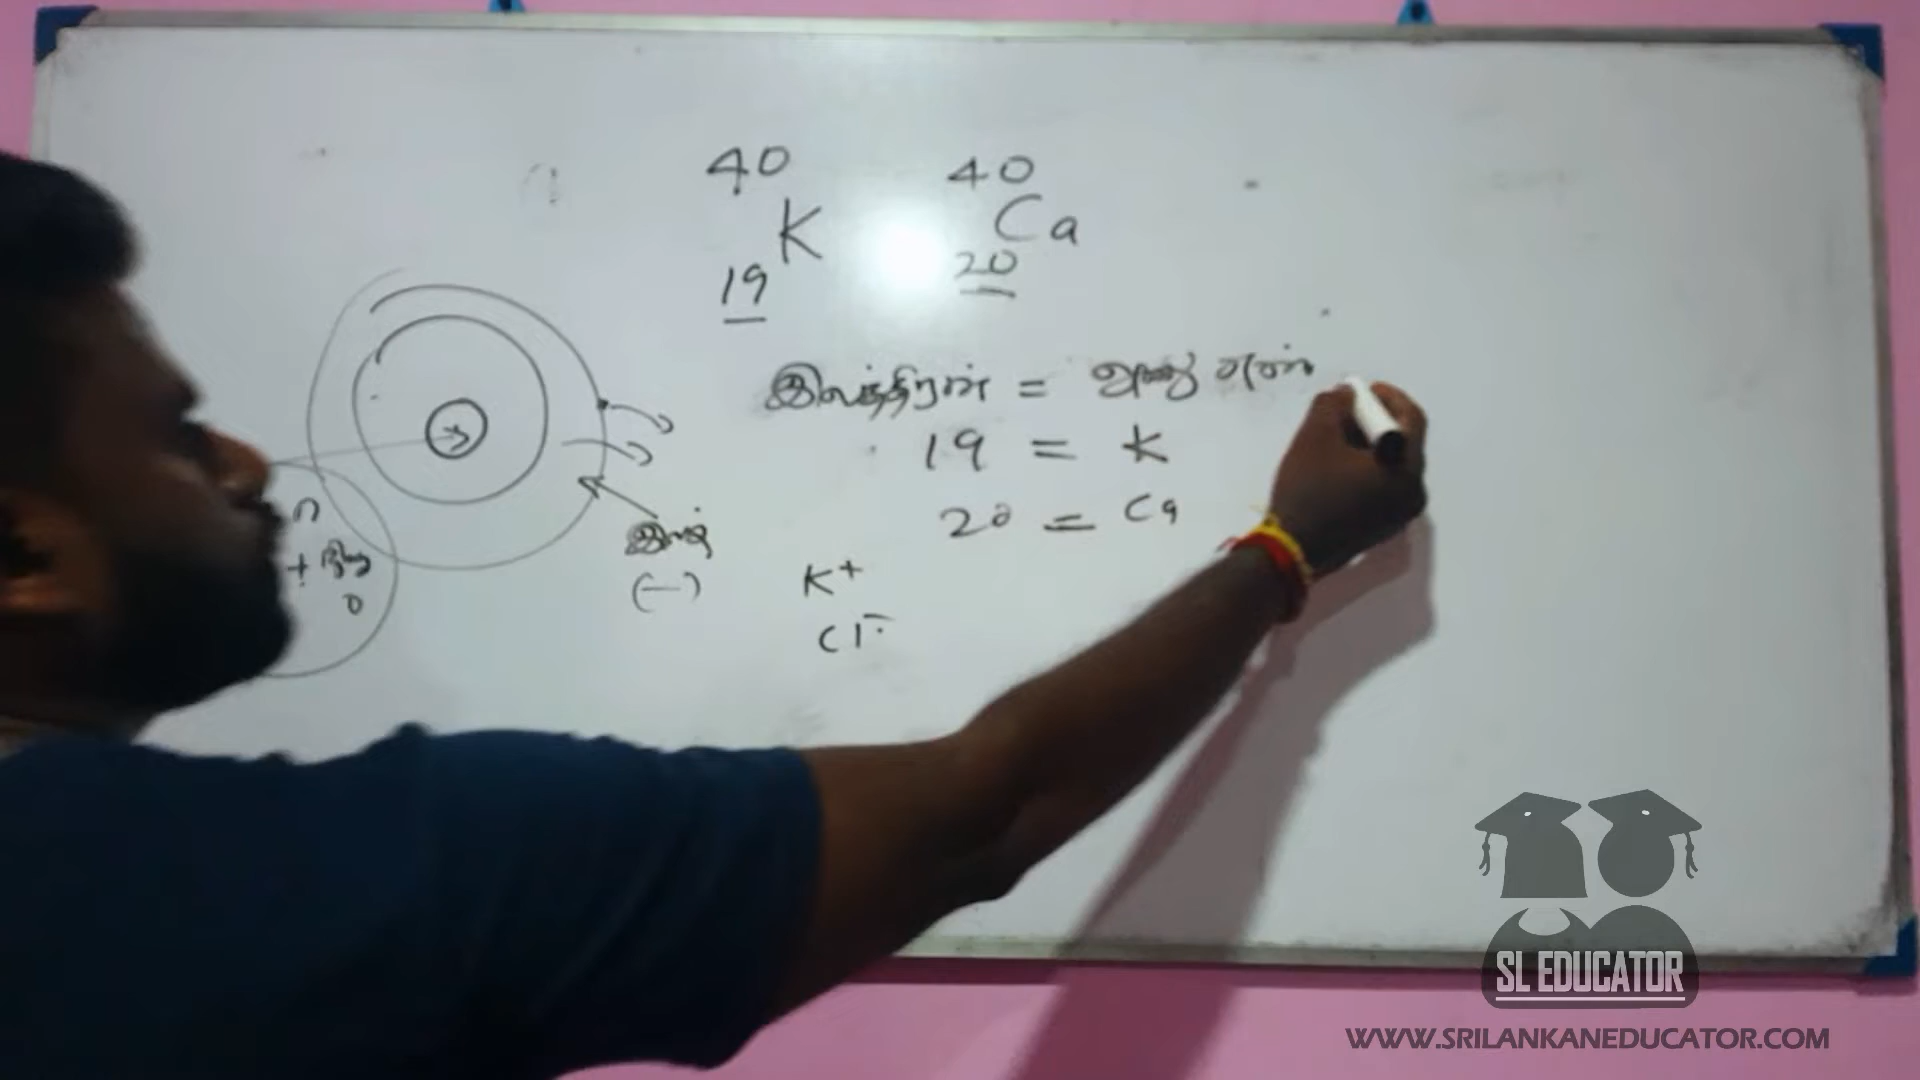 40 40
K Ca
19 20
இலத்திரன் = அணு எண்
19 = K
20 = Ca
n
+
(−)
K+
Cl-
SL EDUCATOR
WWW.SRILANKANEDUCATOR.COM